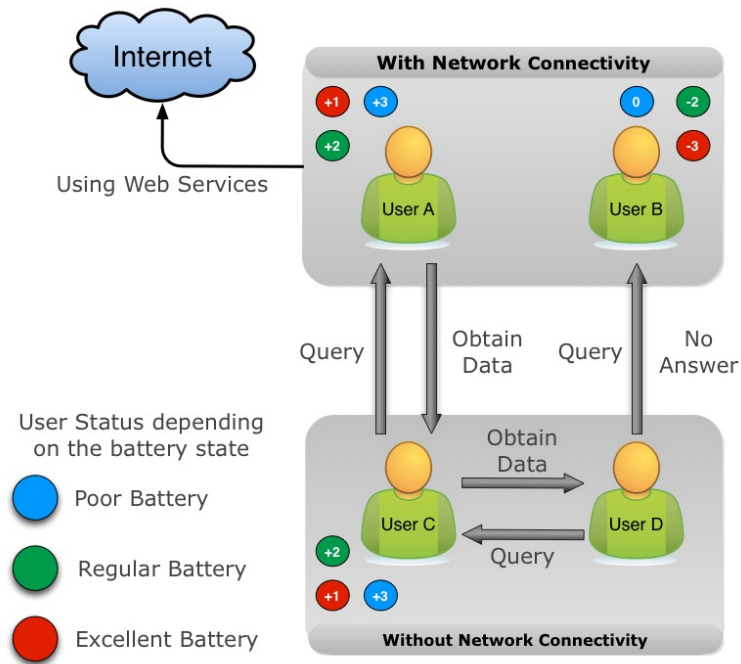 Internet
With Network Connectivity
+1
+3
0
-2
+2
-3
Using Web Services
User A
User B
Query
Obtain
Data
Query
No
Answer
User Status depending
on the battery state
Poor Battery
Regular Battery
Excellent Battery
Obtain
Data
User C
User D
Query
+2
+1
+3
Without Network Connectivity